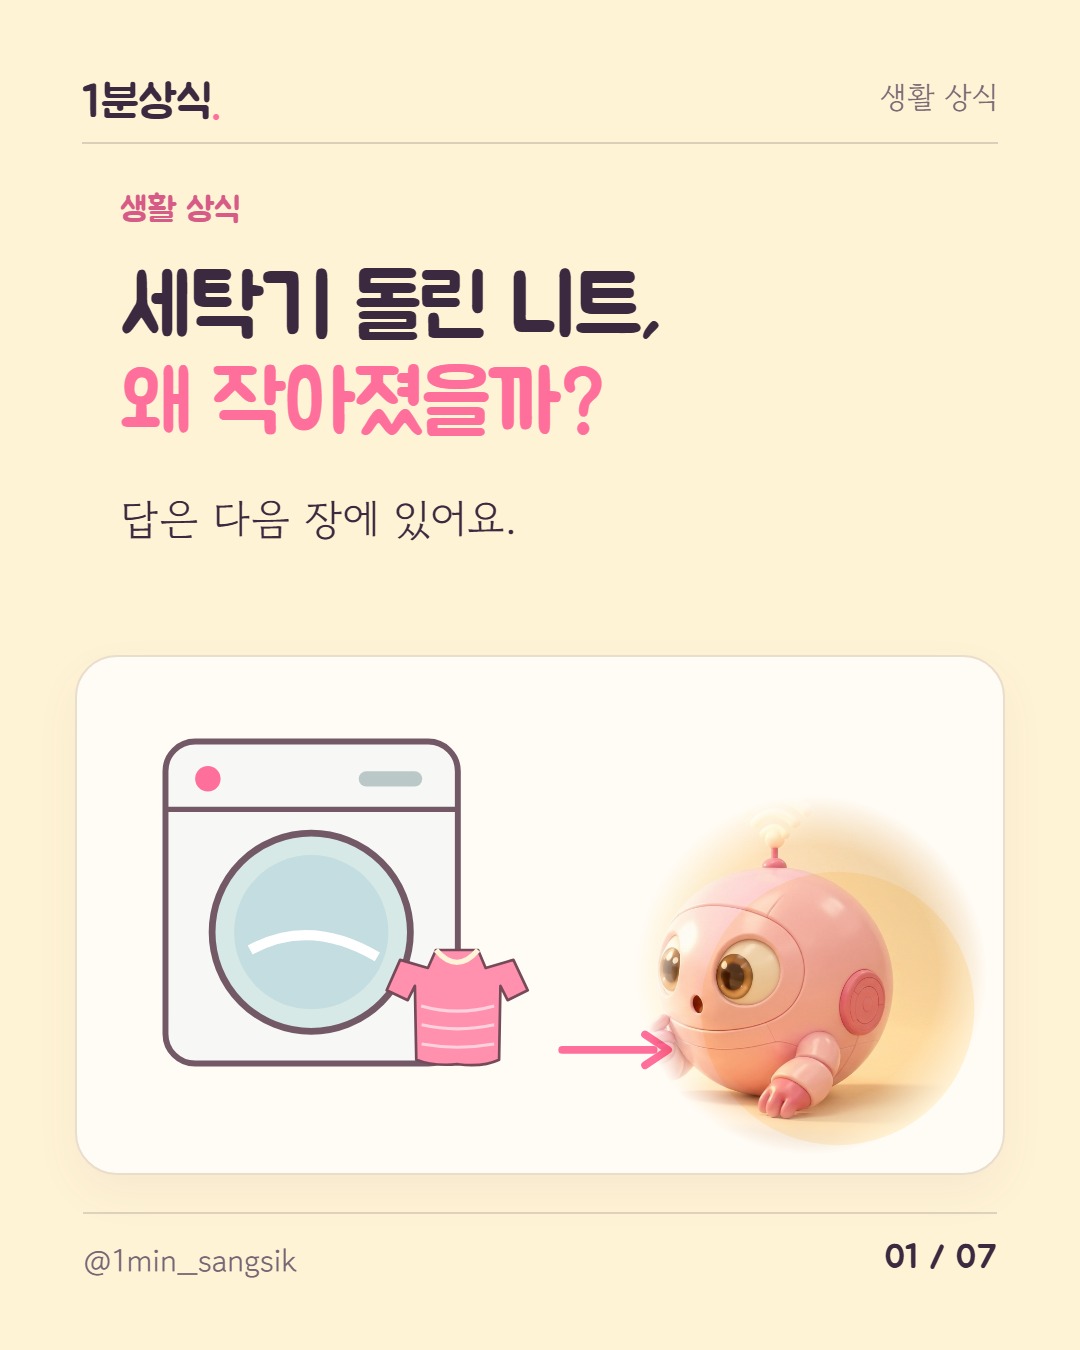 1분상식.
생활 상식
생활 상식
세탁기 돌린 니트,
왜 작아졌을까?
답은 다음 장에 있어요.
@1min_sangsik
01 / 07